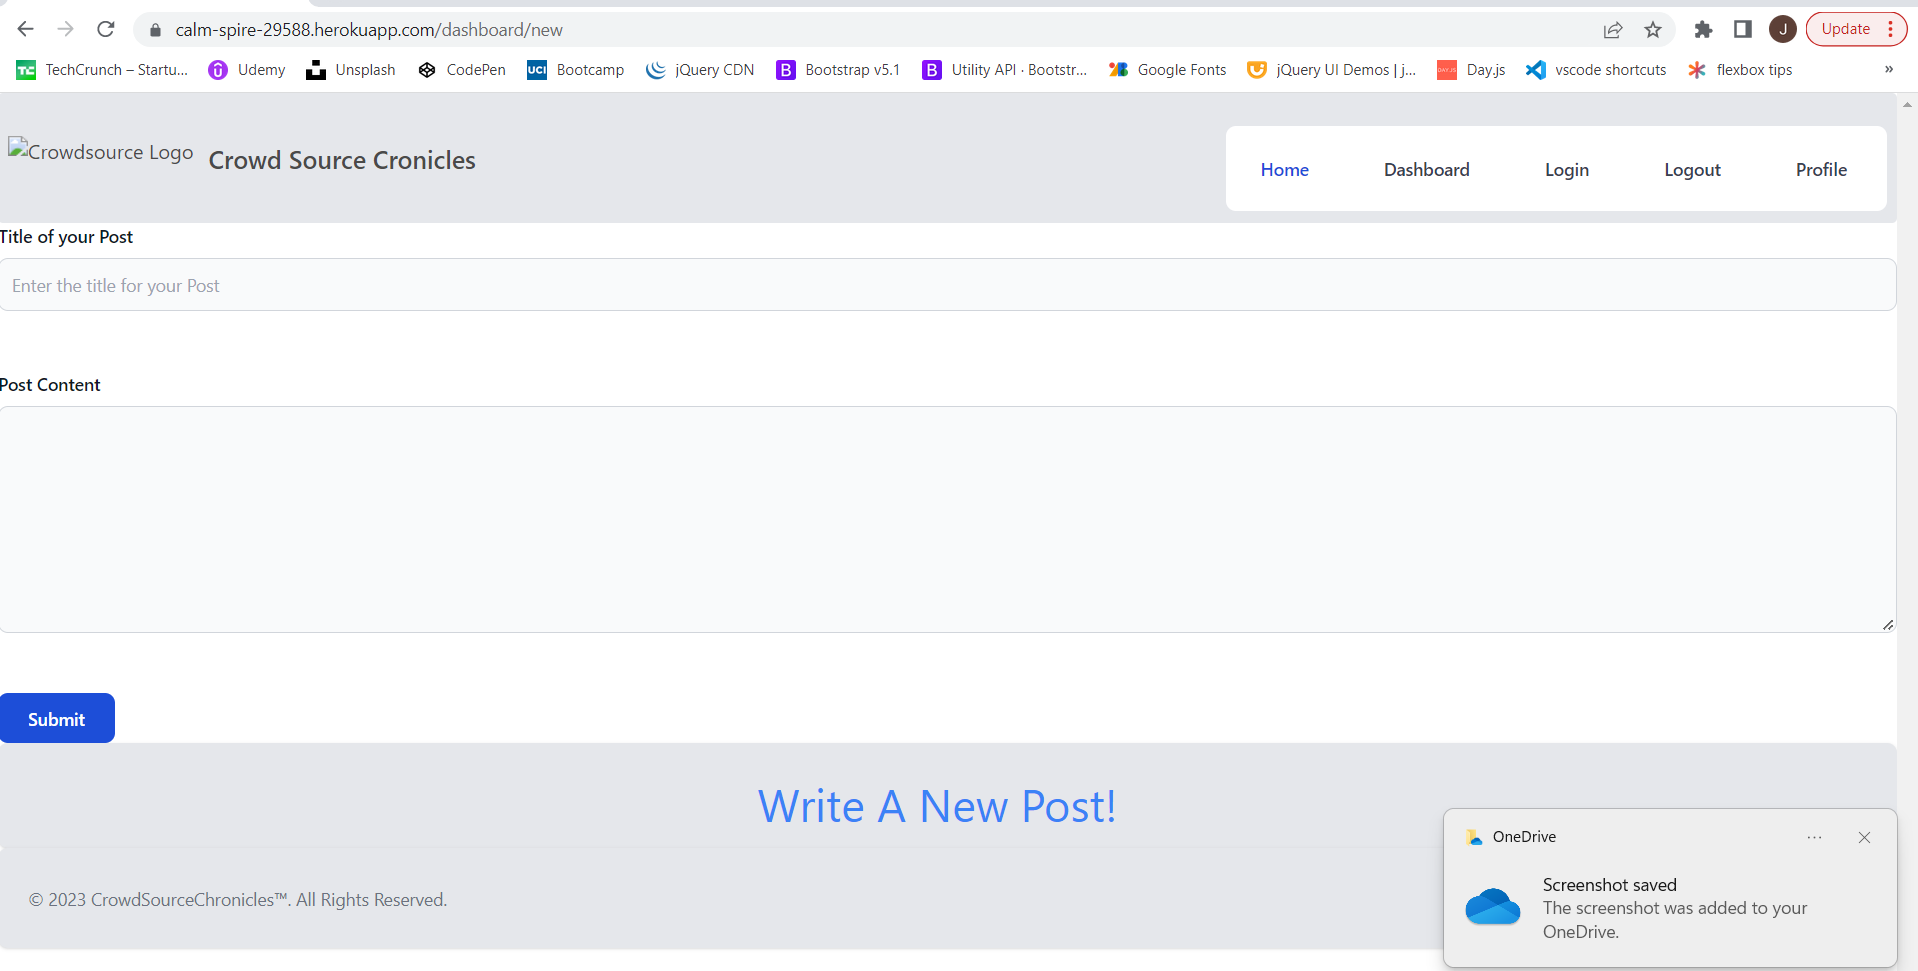 calm-spire-29588.herokuapp.com/dashboard/new
J
Update
TechCrunch – Startu...
Udemy
Unsplash
CodePen
UCI
Bootcamp
jQuery CDN
B
Bootstrap v5.1
B
Utility API · Bootstr...
Google Fonts
jQuery UI Demos | j...
Day.js
vscode shortcuts
flexbox tips
»
Crowdsource Logo
Crowd Source Cronicles
Home
Dashboard
Login
Logout
Profile
Title of your Post
Enter the title for your Post
Post Content
Submit
Write A New Post!
© 2023 CrowdSourceChronicles™. All Rights Reserved.
OneDrive
Screenshot saved
The screenshot was added to your
OneDrive.